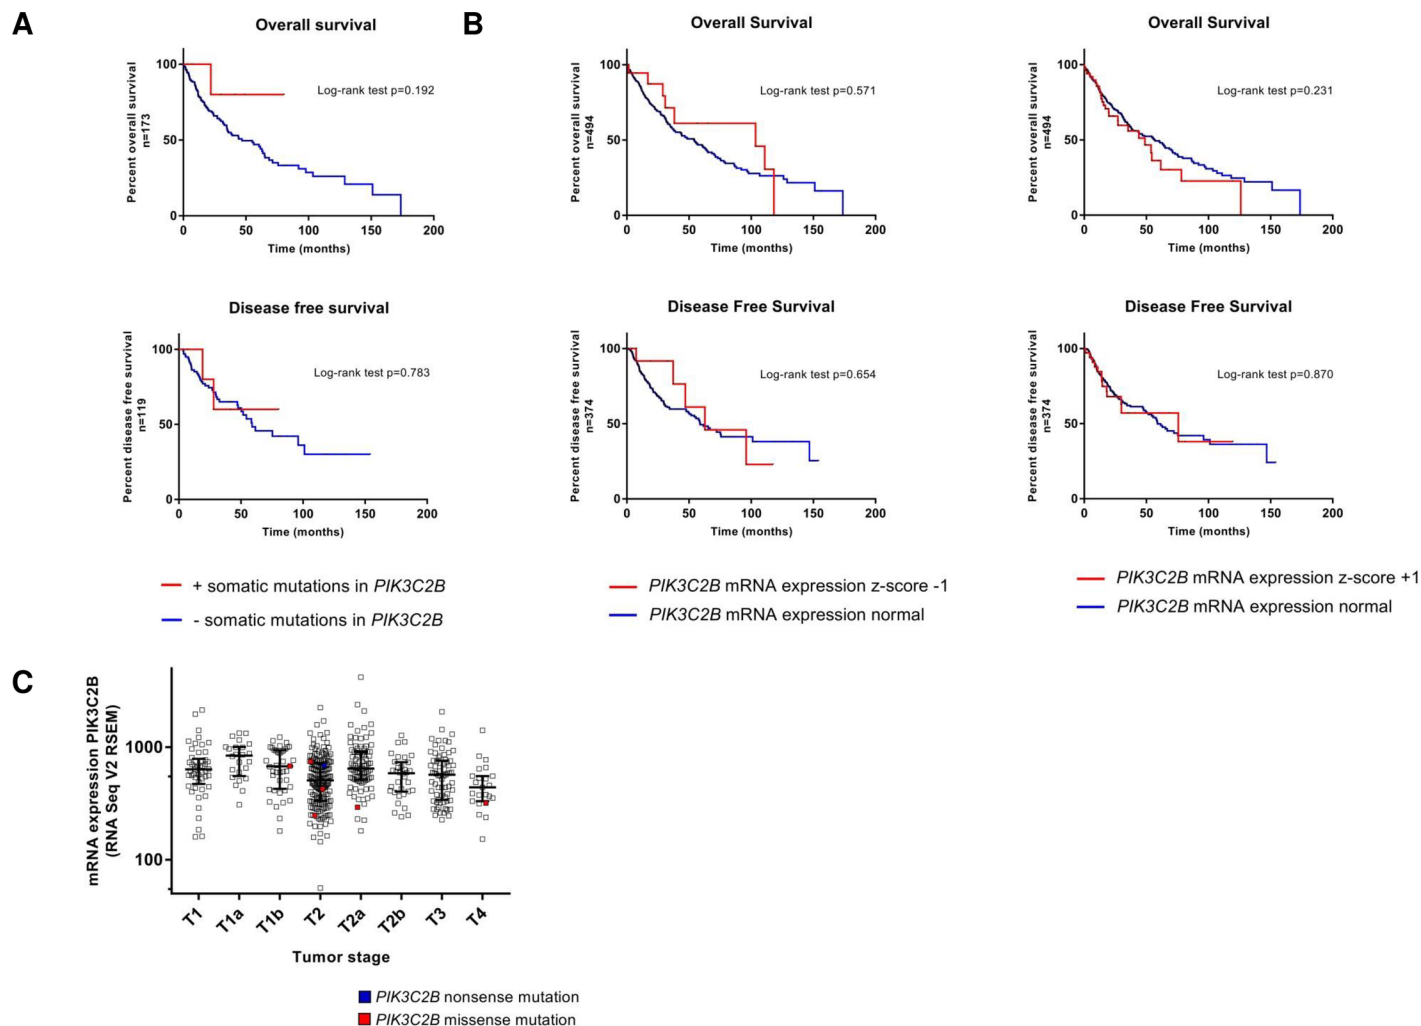 A
Overall survival
Percent overall survival
n=173
100
50
0
Log-rank test p=0.192
0 50 100 150 200
Time (months)
Disease free survival
Percent disease free survival
n=119
100
50
0
Log-rank test p=0.783
0 50 100 150 200
Time (months)
+ somatic mutations in PIK3C2B
- somatic mutations in PIK3C2B
B
Overall Survival
Percent overall survival
n=494
100
50
0
Log-rank test p=0.571
0 50 100 150 200
Time (months)
Disease Free Survival
Percent disease free survival
n=374
100
50
0
Log-rank test p=0.654
0 50 100 150 200
Time (months)
PIK3C2B mRNA expression z-score -1
PIK3C2B mRNA expression normal
Overall Survival
Percent overall survival
n=494
100
50
0
Log-rank test p=0.231
0 50 100 150 200
Time (months)
Disease Free Survival
Percent disease free survival
n=374
100
50
0
Log-rank test p=0.870
0 50 100 150 200
Time (months)
PIK3C2B mRNA expression z-score +1
PIK3C2B mRNA expression normal
C
mRNA expression PIK3C2B
(RNA Seq V2 RSEM)
1000
100
T1 T1a T1b T2 T2a T2b T3 T4
Tumor stage
PIK3C2B nonsense mutation
PIK3C2B missense mutation